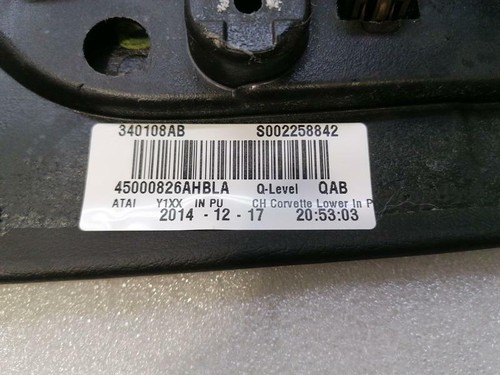 340108AB S002258842
45000826AHBLA Q-Level QAB
ATAI Y1XX IN PU CH Corvette Lower In P
2014 - 12 - 17 20:53:03